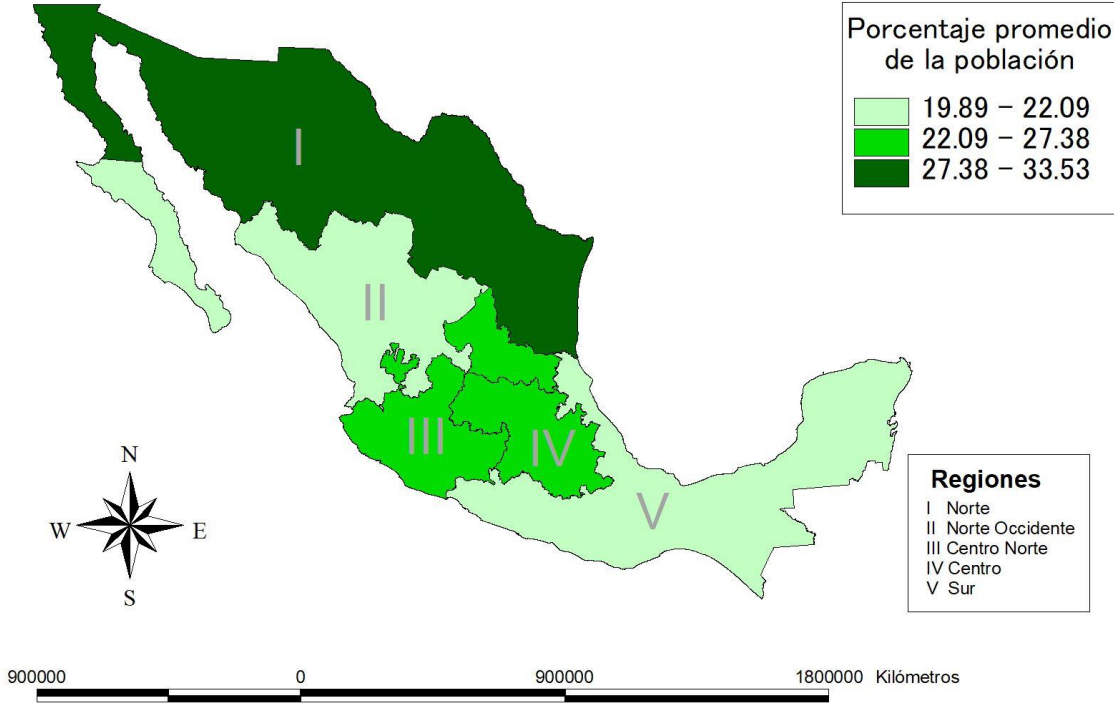 Porcentaje promedio
de la población
19.89 – 22.09
22.09 – 27.38
27.38 – 33.53
I
II
III
IV
V
N
W
E
S
Regiones
I Norte
II Norte Occidente
III Centro Norte
IV Centro
V Sur
900000 0 900000 1800000 Kilómetros